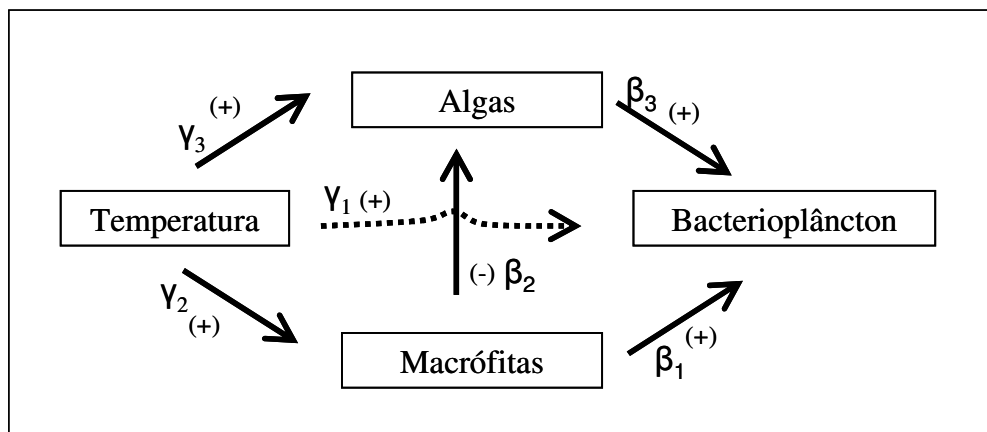 Algas
β3 (+)
(+)
γ3
Temperatura
γ1 (+)
Bacterioplâncton
(-) β2
γ2
(+)
Macrófitas
β1 (+)